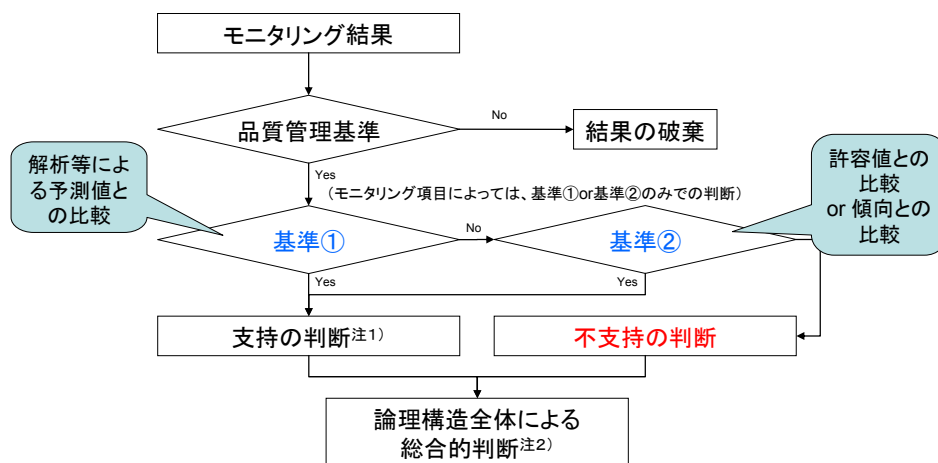 モニタリング結果
品質管理基準
No
結果の破棄
解析等によ
る予測値と
の比較
Yes
(モニタリング項目によっては、基準①or基準②のみでの判断)
許容値との
比較
or 傾向との
比較
基準①
No
基準②
Yes
Yes
支持の判断注1)
不支持の判断
論理構造全体による
総合的判断注2)